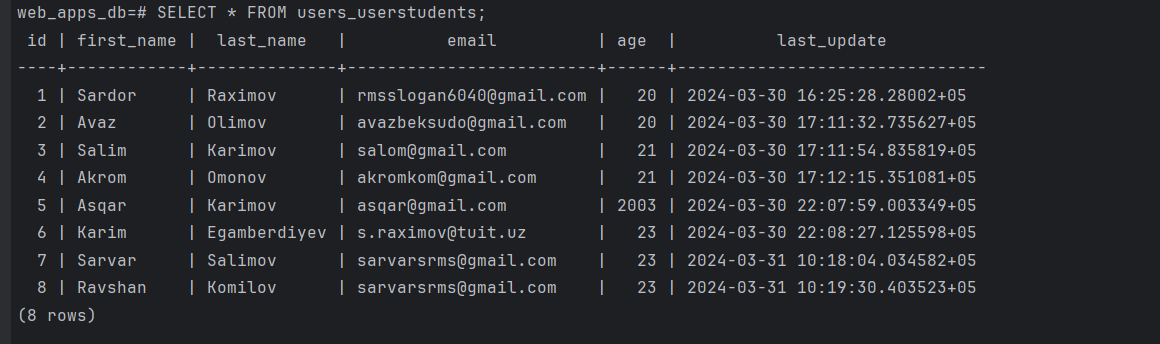 web_apps_db=# SELECT * FROM users_userstudents;
 id | first_name |  last_name   |          email          | age  |          last_update
----+------------+--------------+-------------------------+------+-------------------------------
  1 | Sardor     | Raximov      | rmsslogan6040@gmail.com |   20 | 2024-03-30 16:25:28.28002+05
  2 | Avaz       | Olimov       | avazbeksudo@gmail.com   |   20 | 2024-03-30 17:11:32.735627+05
  3 | Salim      | Karimov      | salom@gmail.com         |   21 | 2024-03-30 17:11:54.835819+05
  4 | Akrom      | Omonov       | akromkom@gmail.com      |   21 | 2024-03-30 17:12:15.351081+05
  5 | Asqar      | Karimov      | asqar@gmail.com         | 2003 | 2024-03-30 22:07:59.003349+05
  6 | Karim      | Egamberdiyev | s.raximov@tuit.uz       |   23 | 2024-03-30 22:08:27.125598+05
  7 | Sarvar     | Salimov      | sarvarsrms@gmail.com    |   23 | 2024-03-31 10:18:04.034582+05
  8 | Ravshan    | Komilov      | sarvarsrms@gmail.com    |   23 | 2024-03-31 10:19:30.403523+05
(8 rows)